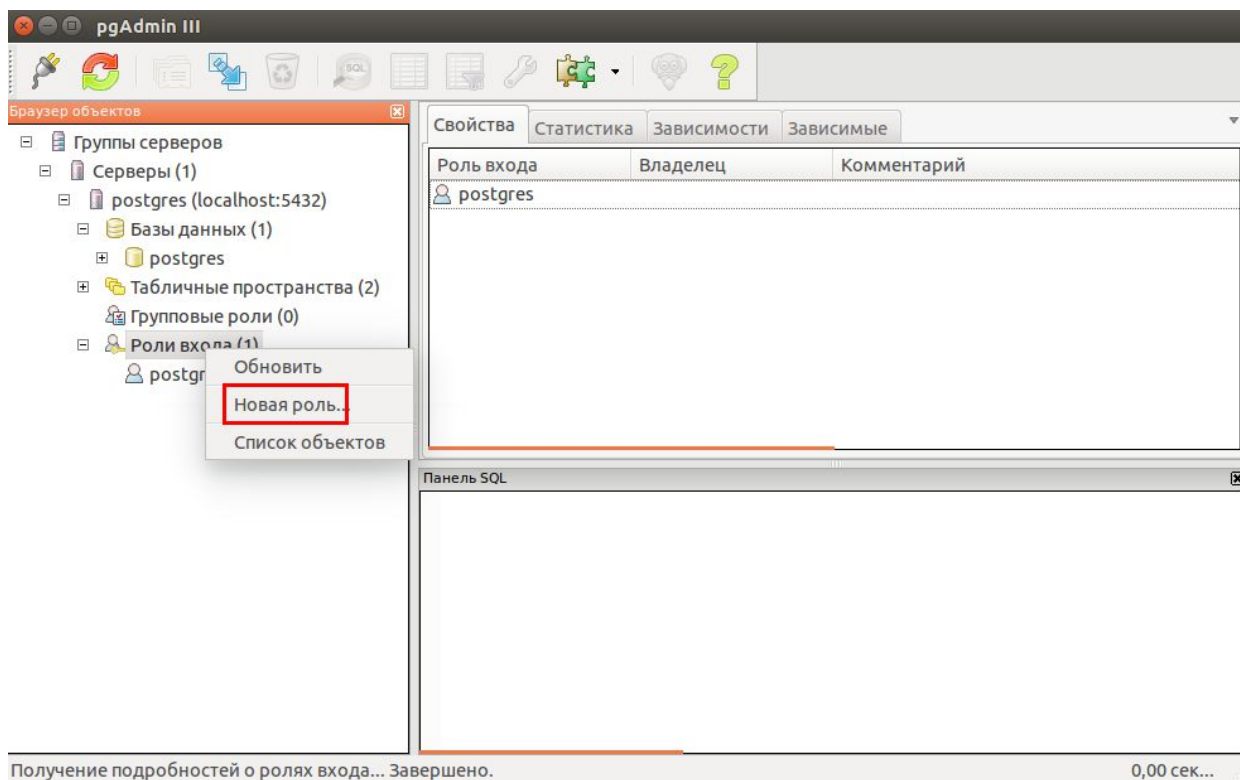 pgAdmin III
SQL
Браузер объектов
Группы серверов
Серверы (1)
postgres (localhost:5432)
Базы данных (1)
postgres
Табличные пространства (2)
Групповые роли (0)
Роли входа (1)
postgr
Обновить
Новая роль...
Список объектов
Свойства Статистика Зависимости Зависимые
Роль входа Владелец Комментарий
postgres
Панель SQL
Получение подробностей о ролях входа... Завершено. 0,00 сек...